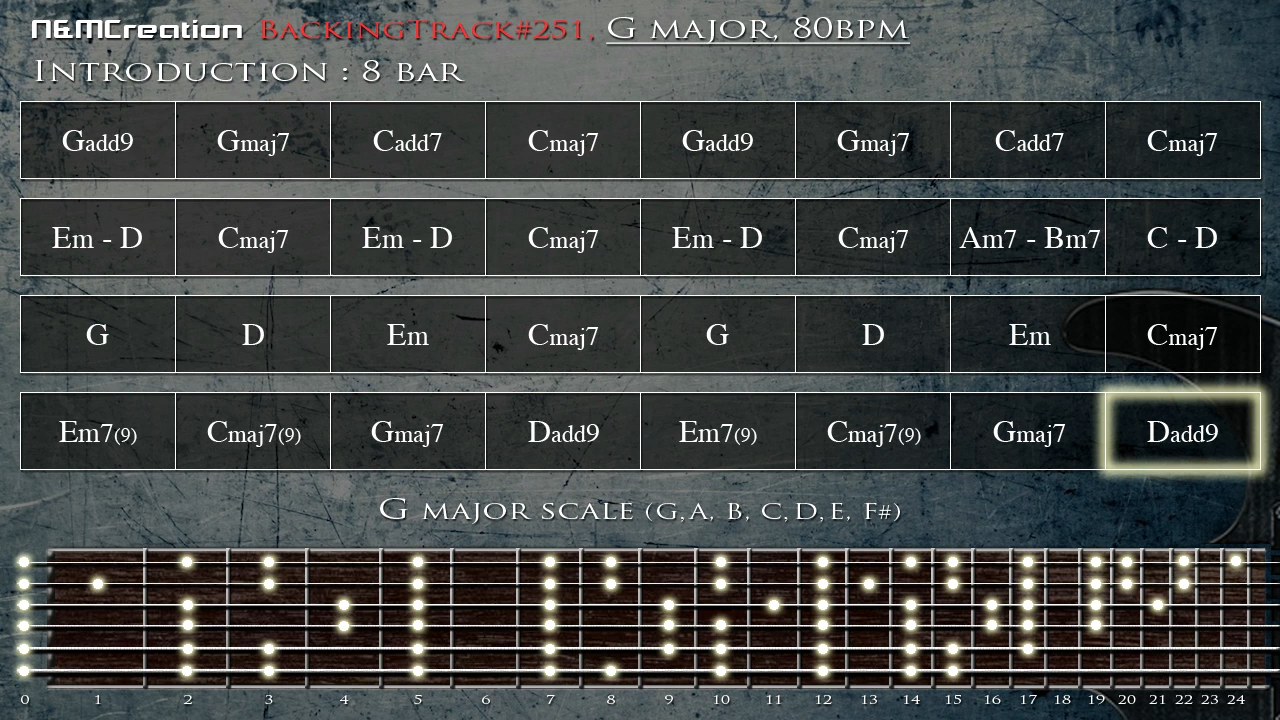 N&MCreation BackingTrack#251. G major, 80bpm
Introduction : 8 bar
Gadd9 Gmaj7 Cadd7 Cmaj7 Gadd9 Gmaj7 Cadd7 Cmaj7
Em - D Cmaj7 Em - D Cmaj7 Em - D Cmaj7 Am7 - Bm7 C - D
G D Em Cmaj7 G D Em Cmaj7
Em7(9) Cmaj7(9) Gmaj7 Dadd9 Em7(9) Cmaj7(9) Gmaj7 Dadd9
G major scale (G,A, B, C,D,E, F#)
0 1 2 3 4 5 6 7 8 9 10 11 12 13 14 15 16 17 18 19 20 21 22 23 24